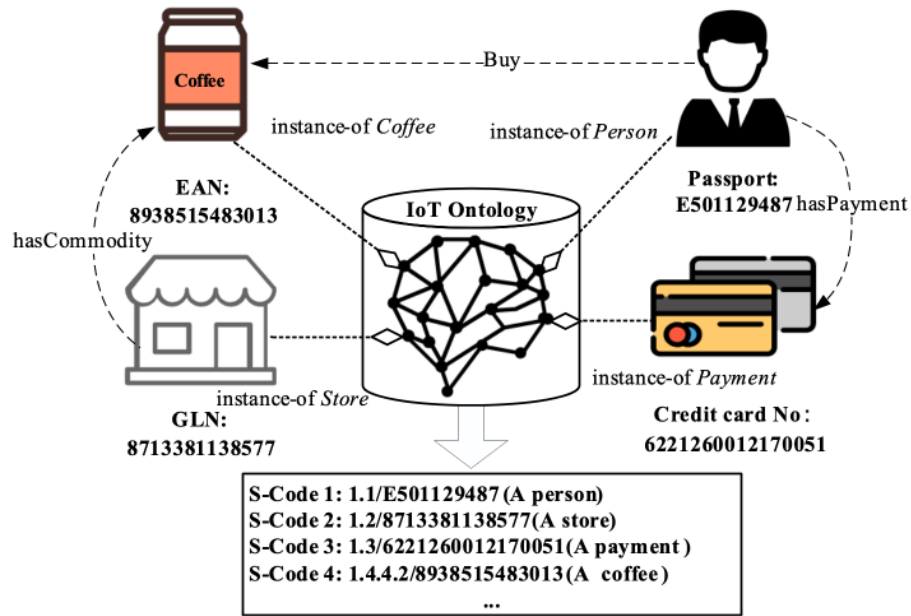 Coffee
Buy
instance-of Coffee
instance-of Person
EAN:
8938515483013
Passport:
E501129487
hasPayment
hasCommodity
IoT Ontology
instance-of Store
instance-of Payment
GLN:
8713381138577
Credit card No:
6221260012170051
S-Code 1: 1.1/E501129487 (A person)
S-Code 2: 1.2/8713381138577(A store)
S-Code 3: 1.3/6221260012170051(A payment )
S-Code 4: 1.4.4.2/8938515483013 (A coffee)
...